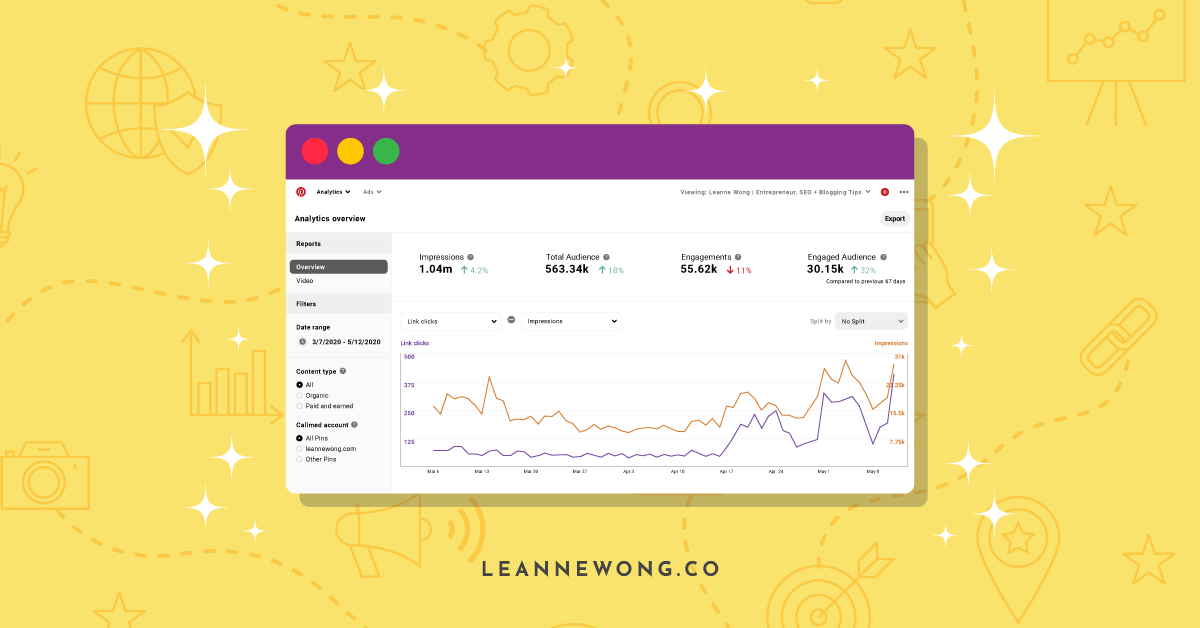 Analytics Ads Viewing: Leanne Wong | Entrepreneur, SEO + Blogging Tips
Analytics overview Export
Reports
Overview
Video
Filters
Date range
3/7/2020 - 5/12/2020
Content type ?
All
Organic
Paid and earned
Calimed account ?
All Pins
leannewong.com
Other Pins
Impressions ? Total Audience ? Engagements ? Engaged Audience ?
1.04m 4.2% 563.34k 18% 55.62k 11% 30.15k 32%
Compared to previous 67 days
Link clicks Impressions Split by No Split
Link clicks Impressions
500 31k
375 23.25k
250 15.5k
125 7.75k
Mar 6 Mar 13 Mar 20 Mar 27 Apr 3 Apr 10 Apr 17 Apr 24 May 1 May 8
LEANNEWONG.CO